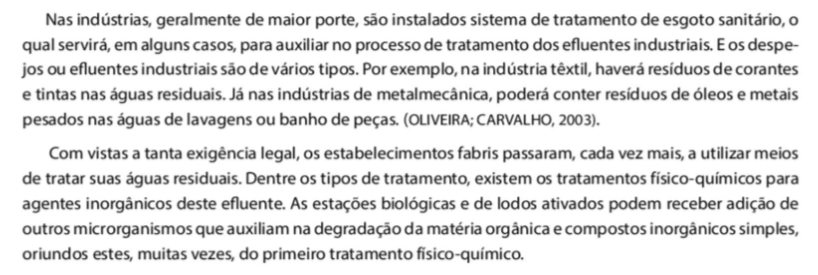 Nas indústrias, geralmente de maior porte, são instalados sistema de tratamento de esgoto sanitário, o
qual servirá, em alguns casos, para auxiliar no processo de tratamento dos efluentes industriais. E os despe-
jos ou efluentes industriais são de vários tipos. Por exemplo, na indústria têxtil, haverá resíduos de corantes
e tintas nas águas residuais. Já nas indústrias de metalmecânica, poderá conter resíduos de óleos e metais
pesados nas águas de lavagens ou banho de peças. (OLIVEIRA; CARVALHO, 2003).
Com vistas a tanta exigência legal, os estabelecimentos fabris passaram, cada vez mais, a utilizar meios
de tratar suas águas residuais. Dentre os tipos de tratamento, existem os tratamentos físico-químicos para
agentes inorgânicos deste efluente. As estações biológicas e de lodos ativados podem receber adição de
outros microrganismos que auxiliam na degradação da matéria orgânica e compostos inorgânicos simples,
oriundos estes, muitas vezes, do primeiro tratamento físico-químico.